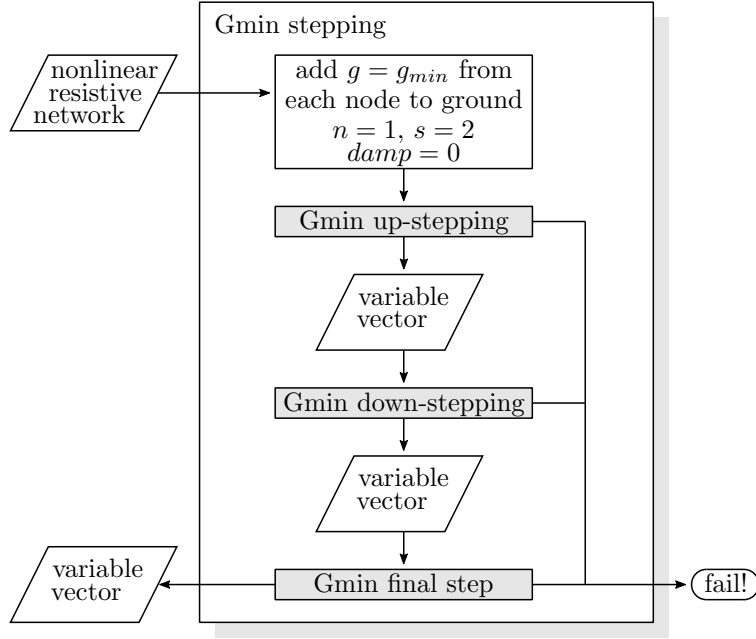 Gmin stepping
nonlinear
resistive
network
add g = g_min from
each node to ground
n = 1, s = 2
damp = 0
Gmin up-stepping
variable
vector
Gmin down-stepping
variable
vector
Gmin final step
variable
vector
fail!